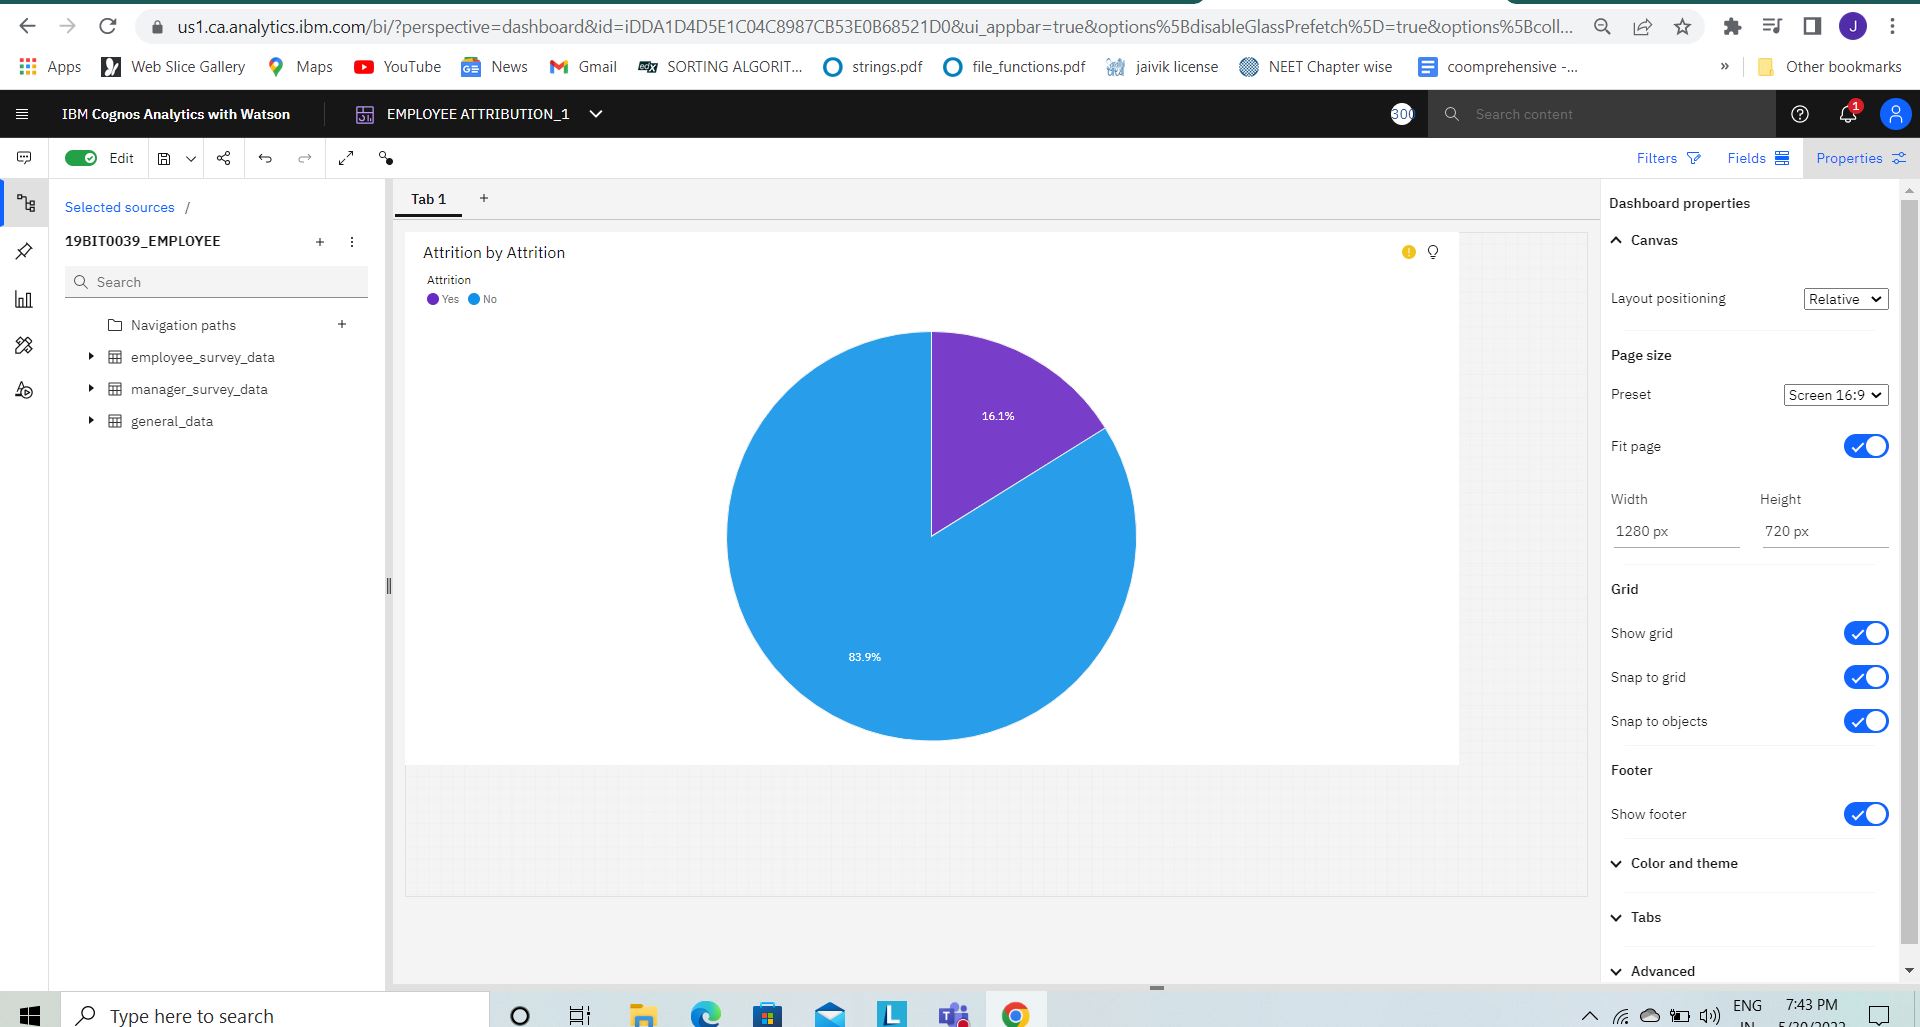 us1.ca.analytics.ibm.com/bi/?perspective=dashboard&id=iDDA1D4D5E1C04C8987CB53E0B68521D0&ui_appbar=true&options%5BdisableGlassPrefetch%5D=true&options%5Bcoll...
J
Apps Web Slice Gallery Maps YouTube News Gmail SORTING ALGORIT... strings.pdf file_functions.pdf jaivik license NEET Chapter wise coomprehensive -... » Other bookmarks
IBM Cognos Analytics with Watson EMPLOYEE ATTRIBUTION_1 300 Search content 1
Edit Filters Fields Properties
Selected sources /
19BIT0039_EMPLOYEE
Search
Navigation paths
employee_survey_data
manager_survey_data
general_data
Tab 1
Attrition by Attrition
Attrition
Yes No
16.1%
83.9%
Dashboard properties
Canvas
Layout positioning Relative
Page size
Preset Screen 16:9
Fit page
Width Height
1280 px 720 px
Grid
Show grid
Snap to grid
Snap to objects
Footer
Show footer
Color and theme
Tabs
Advanced
Type here to search
ENG 7:43 PM